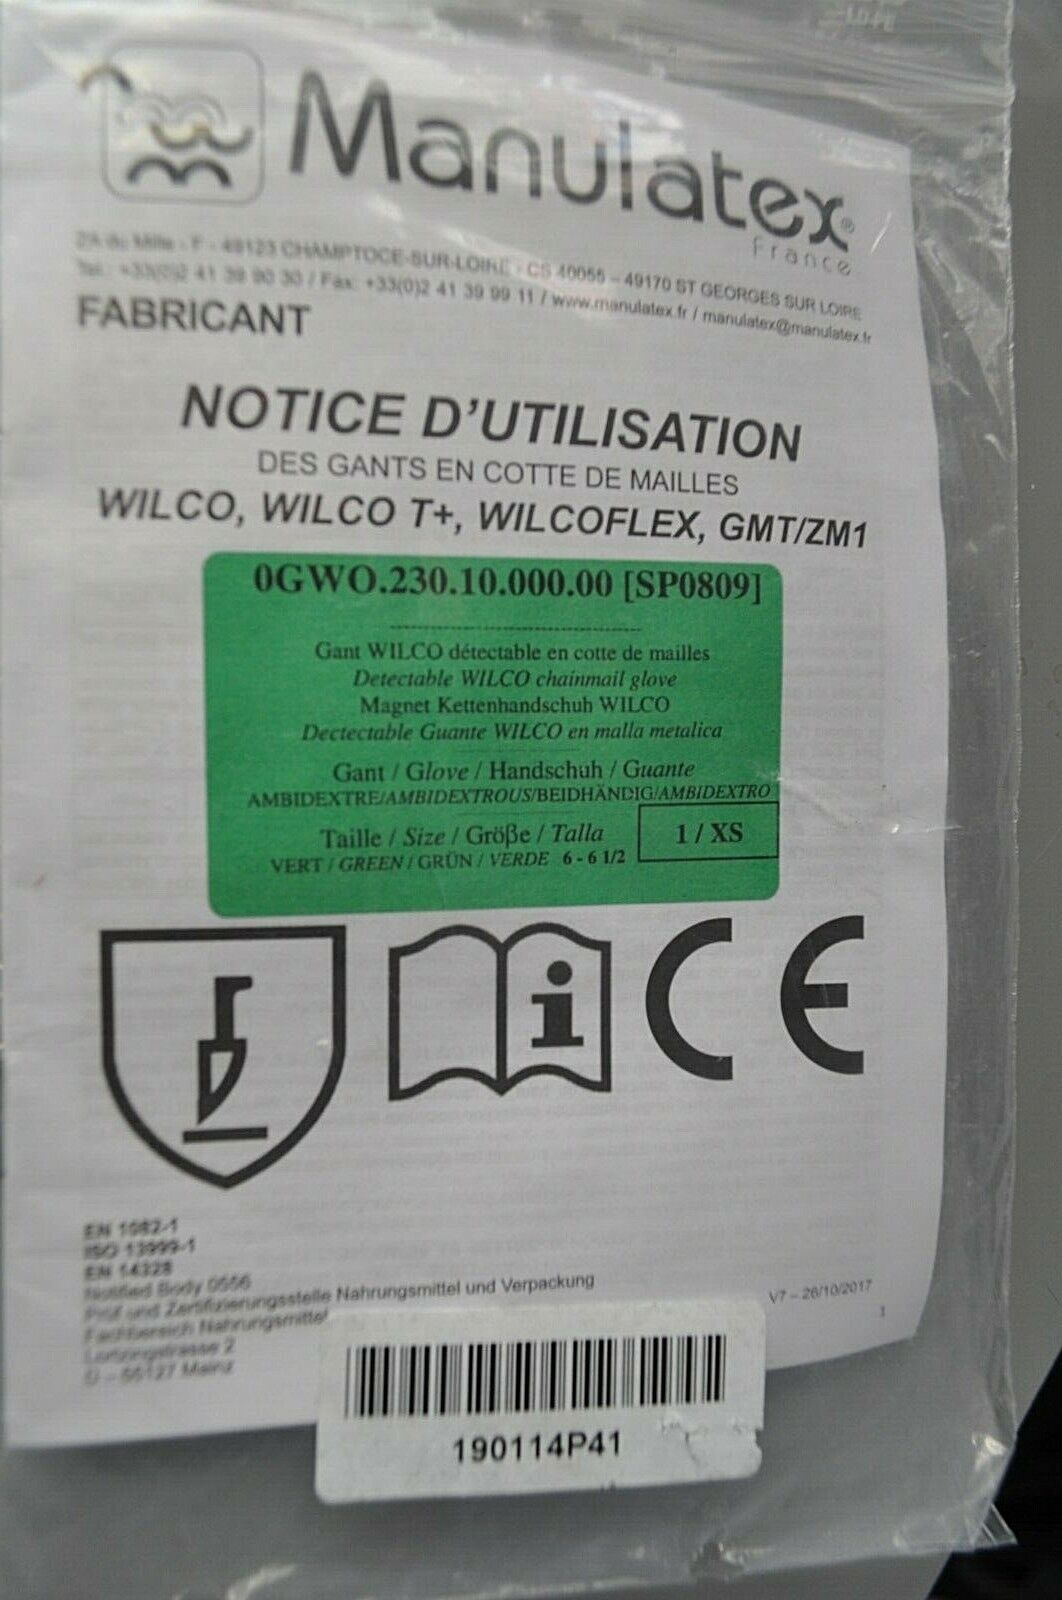 Manulatex®
France
ZA du Mille - F - 49123 CHAMPTOCE-SUR-LOIRE - CS 40055 – 49170 ST GEORGES SUR LOIRE
Tel.: +33(0)2 41 39 90 30 / Fax: +33(0)2 41 39 99 11 / www.manulatex.fr / manulatex@manulatex.fr
FABRICANT
NOTICE D'UTILISATION
DES GANTS EN COTTE DE MAILLES
WILCO, WILCO T+, WILCOFLEX, GMT/ZM1
0GWO.230.10.000.00 [SP0809]
Gant WILCO détectable en cotte de mailles
Detectable WILCO chainmail glove
Magnet Kettenhandschuh WILCO
Dectectable Guante WILCO en malla metalica
Gant / Glove / Handschuh / Guante
AMBIDEXTRE/AMBIDEXTROUS/BEIDHÄNDIG/AMBIDEXTRO
Taille / Size / Größe / Talla 1 / XS
VERT / GREEN / GRÜN / VERDE 6 - 6 1/2
i
CE
EN 1082-1
ISO 13999-1
EN 14328
Notified Body 0556
Prüf und Zertifizierungsstelle Nahrungsmittel und Verpackung
Fachbereich Nahrungsmittel
Lortzingstrasse 2
D – 55127 Mainz
V7 – 26/10/2017
1
190114P41